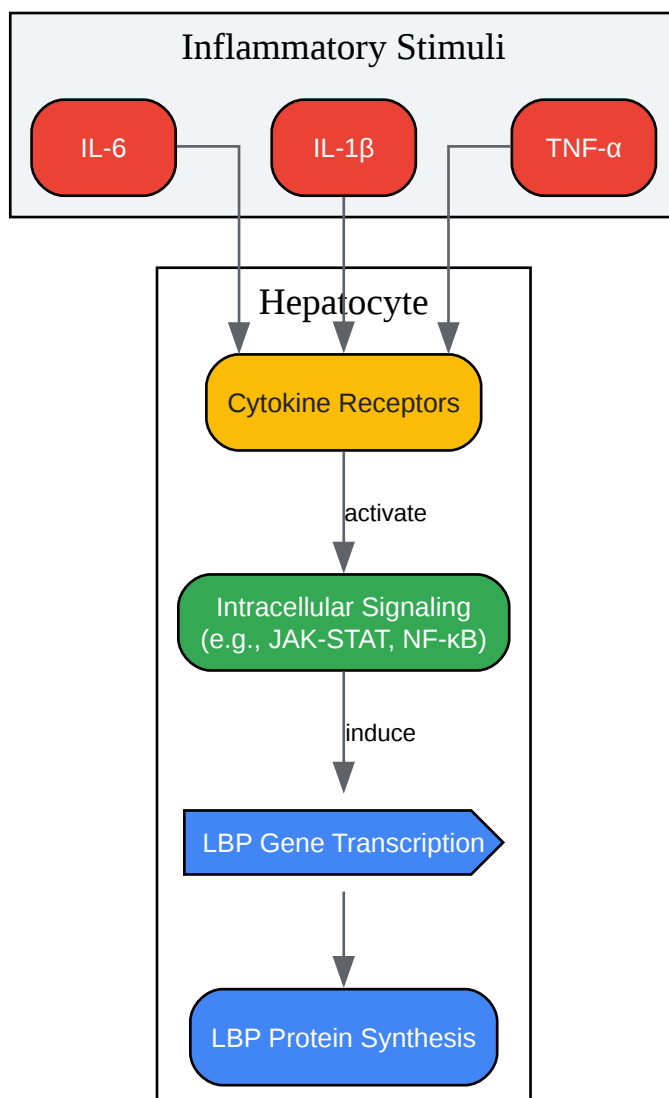 Inflammatory Stimuli
IL-6
IL-1β
TNF-α
Hepatocyte
Cytokine Receptors
activate
Intracellular Signaling
(e.g., JAK-STAT, NF-κB)
induce
LBP Gene Transcription
LBP Protein Synthesis